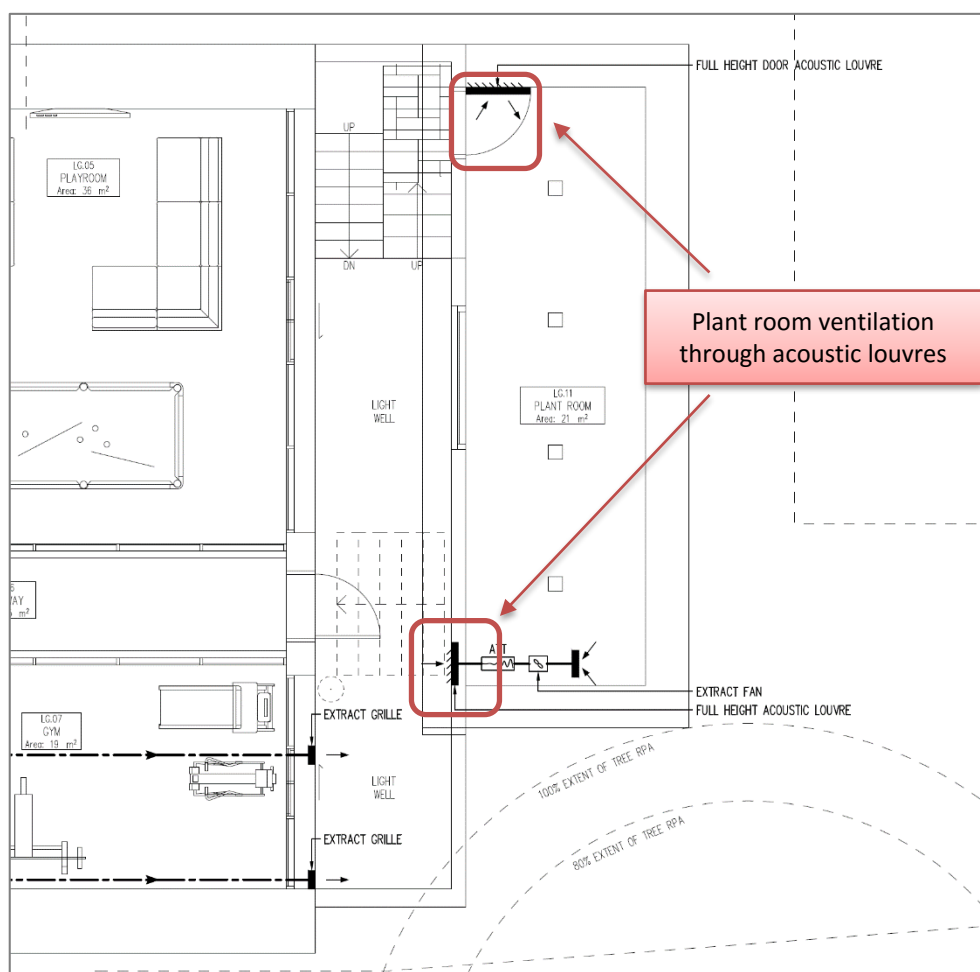 FULL HEIGHT DOOR ACOUSTIC LOUVRE
UP
LG.05
PLAYROOM
Area: 36 m²
DN
UP
Plant room ventilation
through acoustic louvres
LIGHT
WELL
LG.11
PLANT ROOM
Area: 21 m²
m²
ATT
EXTRACT FAN
FULL HEIGHT ACOUSTIC LOUVRE
EXTRACT GRILLE
LG.07
GYM
Area: 19 m²
LIGHT
WELL
100% EXTENT OF TREE RPA
80% EXTENT OF TREE RPA
EXTRACT GRILLE